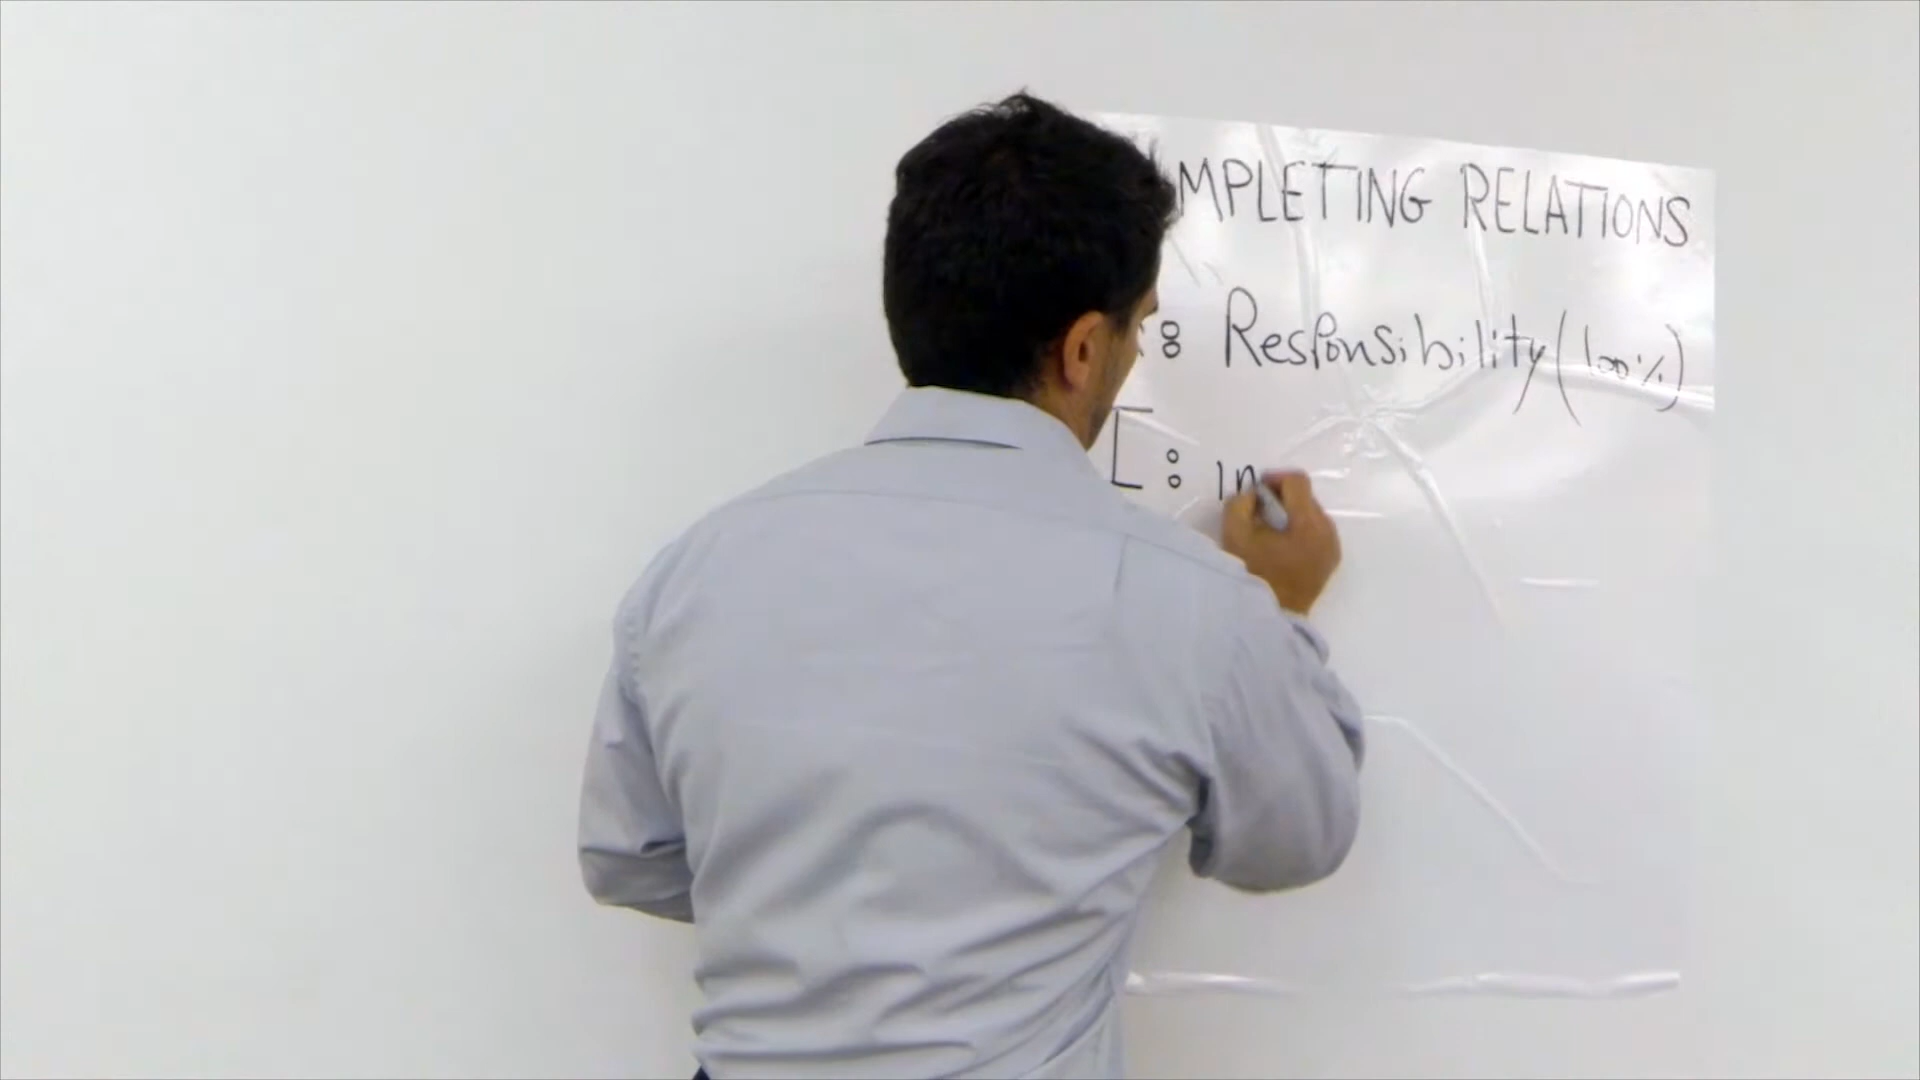 MPLETING RELATIONS
: Responsibility (100%)
I: in